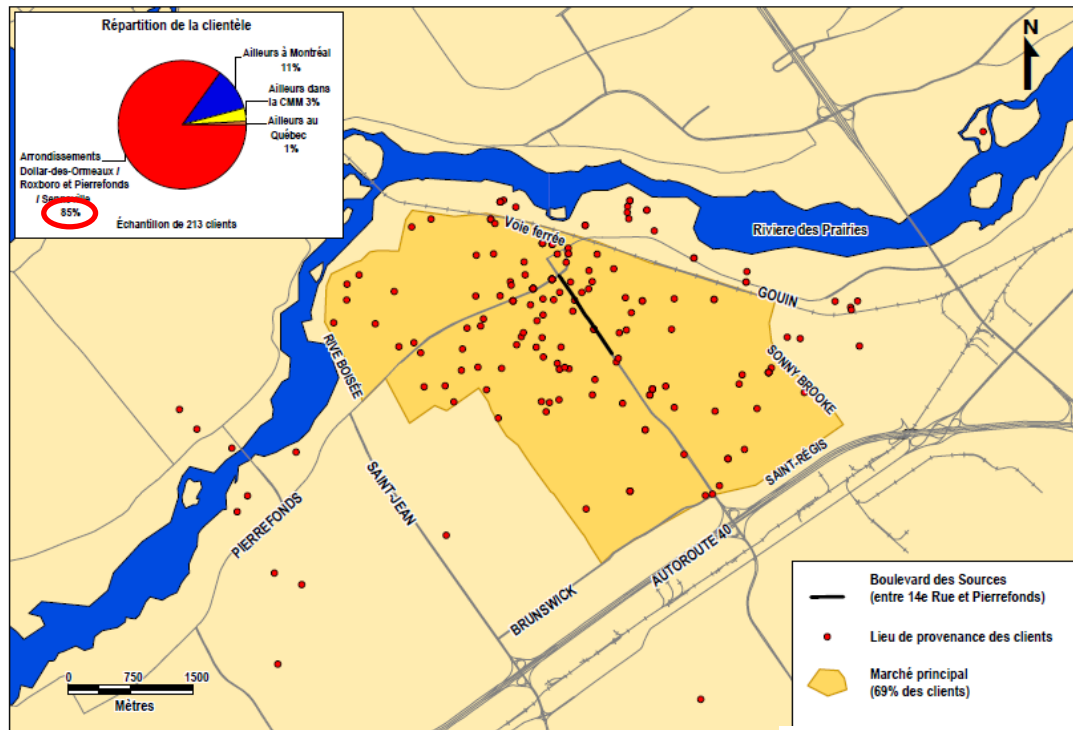 Répartition de la clientèle
Ailleurs à Montréal
11%
Ailleurs dans
la CMM 3%
Ailleurs au
Québec
1%
Arrondissements
Dollar-des-Ormeaux /
Roxboro et Pierrefonds
/ Senneville
85%
Échantillon de 213 clients
N
Voie ferrée
Riviere des Prairies
GOUIN
RIVE BOISÉE
SONNY BROOKE
SAINT-JEAN
SAINT-RÉGIS
PIERREFONDS
AUTOROUTE 40
BRUNSWICK
0 750 1500
Mètres
Boulevard des Sources
(entre 14e Rue et Pierrefonds)
Lieu de provenance des clients
Marché principal
(69% des clients)